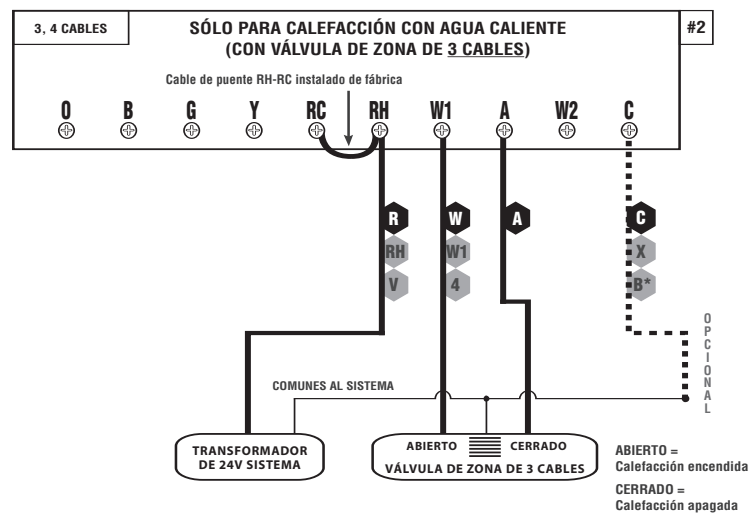 3, 4 CABLES
SÓLO PARA CALEFACCIÓN CON AGUA CALIENTE
(CON VÁLVULA DE ZONA DE 3 CABLES)
#2
Cable de puente RH-RC instalado de fábrica
O B G Y RC RH W1 A W2 C
R W A C
RH W1 X
V 4 B*
OPCIONAL
COMUNES AL SISTEMA
TRANSFORMADOR
DE 24V SISTEMA
ABIERTO CERRADO
VÁLVULA DE ZONA DE 3 CABLES
ABIERTO =
Calefacción encendida
CERRADO =
Calefacción apagada